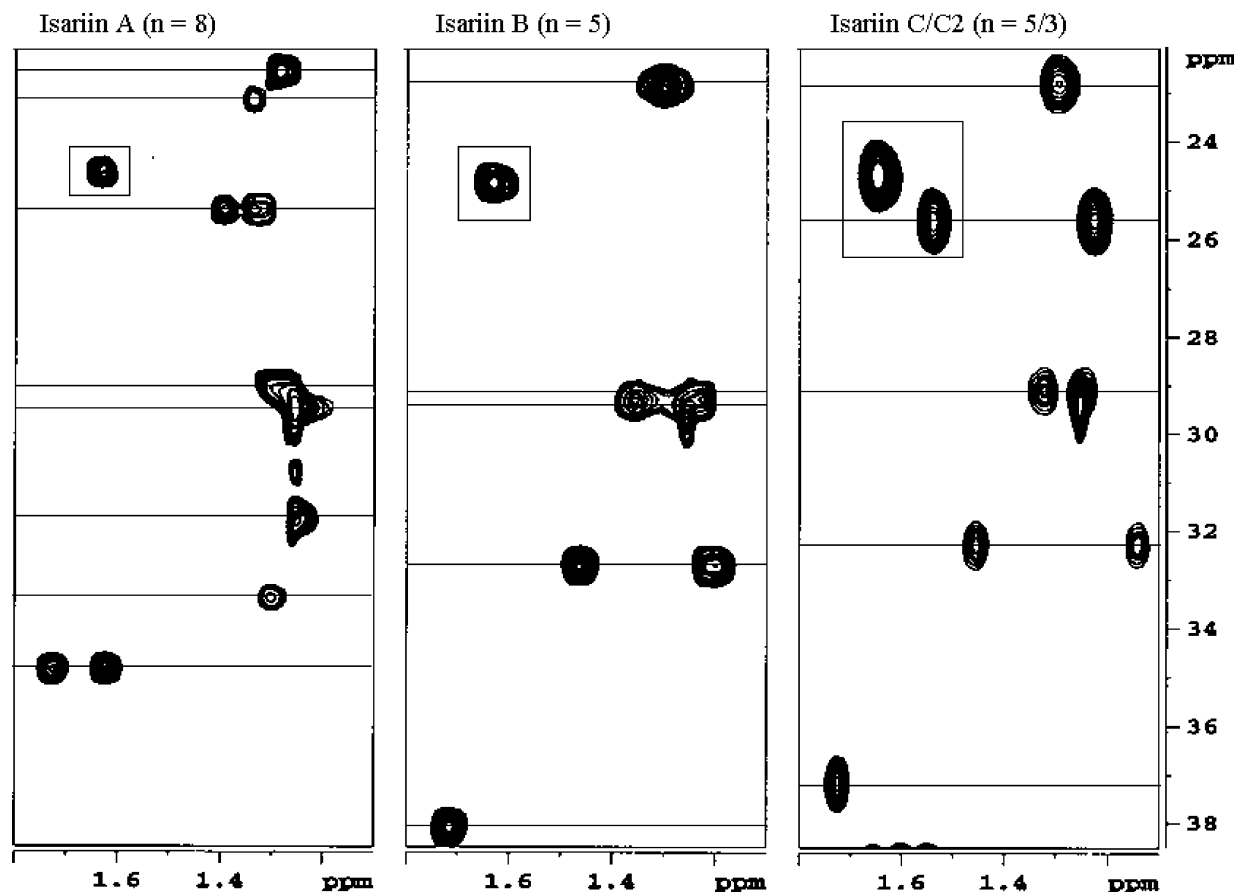 Isariin A (n = 8)
Isariin B (n = 5)
Isariin C/C2 (n = 5/3)
ppm
24
26
28
30
32
34
36
38
1.6 1.4 ppm
1.6 1.4 ppm
1.6 1.4 ppm